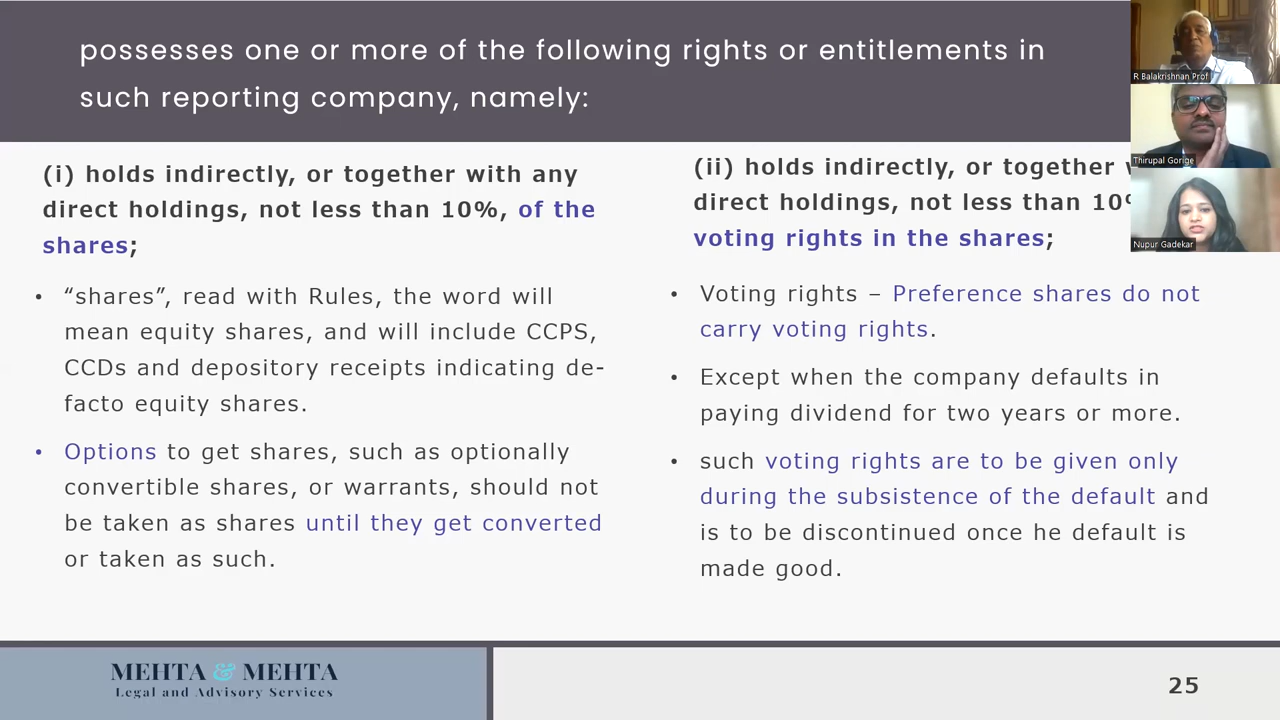 possesses one or more of the following rights or entitlements in
such reporting company, namely:
(i) holds indirectly, or together with any
direct holdings, not less than 10%, of the
shares;
• “shares”, read with Rules, the word will
mean equity shares, and will include CCPS,
CCDs and depository receipts indicating de-
facto equity shares.
• Options to get shares, such as optionally
convertible shares, or warrants, should not
be taken as shares until they get converted
or taken as such.
(ii) holds indirectly, or together
direct holdings, not less than
voting rights in the shares;
• Voting rights – Preference shares do not
carry voting rights.
• Except when the company defaults in
paying dividend for two years or more.
• such voting rights are to be given only
during the subsistence of the default and
is to be discontinued once he default is
made good.
R Balakrishnan Prof
Thirupal Gorige
Nupur Gadekar
MEHTA & MEHTA
Legal and Advisory Services
25